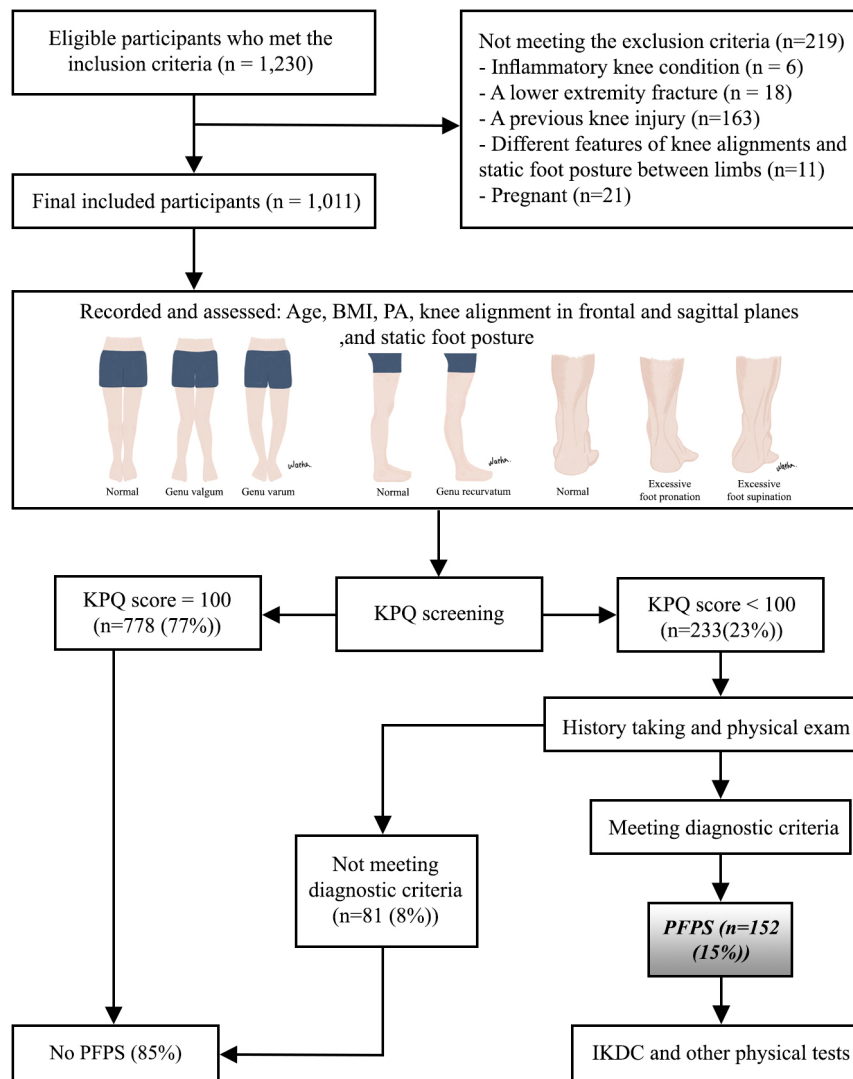 Eligible participants who met the
inclusion criteria (n = 1,230)
Not meeting the exclusion criteria (n=219)
- Inflammatory knee condition (n = 6)
- A lower extremity fracture (n = 18)
- A previous knee injury (n=163)
- Different features of knee alignments and
static foot posture between limbs (n=11)
- Pregnant (n=21)
Final included participants (n = 1,011)
Recorded and assessed: Age, BMI, PA, knee alignment in frontal and sagittal planes
,and static foot posture
Normal
Genu valgum
Genu varum
Normal
Genu recurvatum
Normal
Excessive
foot pronation
Excessive
foot supination
KPQ score = 100
(n=778 (77%))
KPQ screening
KPQ score < 100
(n=233(23%))
History taking and physical exam
Not meeting
diagnostic criteria
(n=81 (8%))
Meeting diagnostic criteria
PFPS (n=152
(15%))
No PFPS (85%)
IKDC and other physical tests